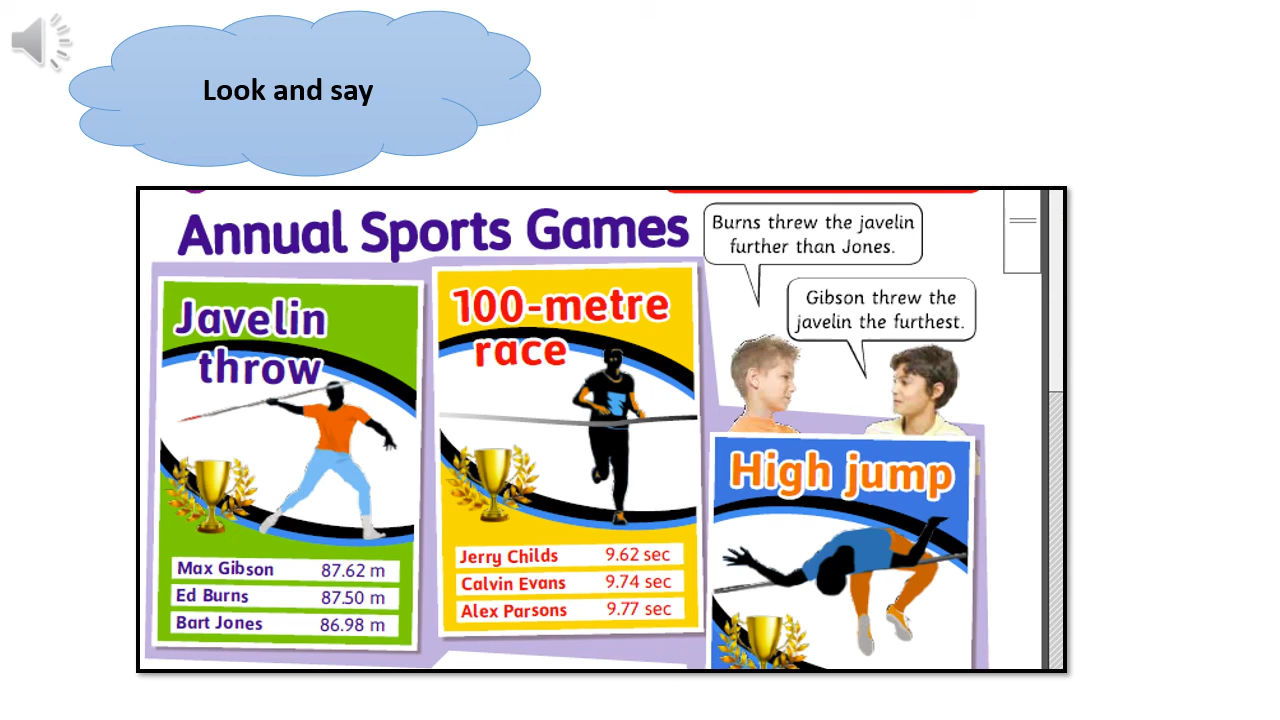 Look and say
Annual Sports Games
Burns threw the javelin
further than Jones.
Gibson threw the
javelin the furthest.
Javelin
throw
Max Gibson 87.62 m
Ed Burns 87.50 m
Bart Jones 86.98 m
100-metre
race
Jerry Childs 9.62 sec
Calvin Evans 9.74 sec
Alex Parsons 9.77 sec
High jump